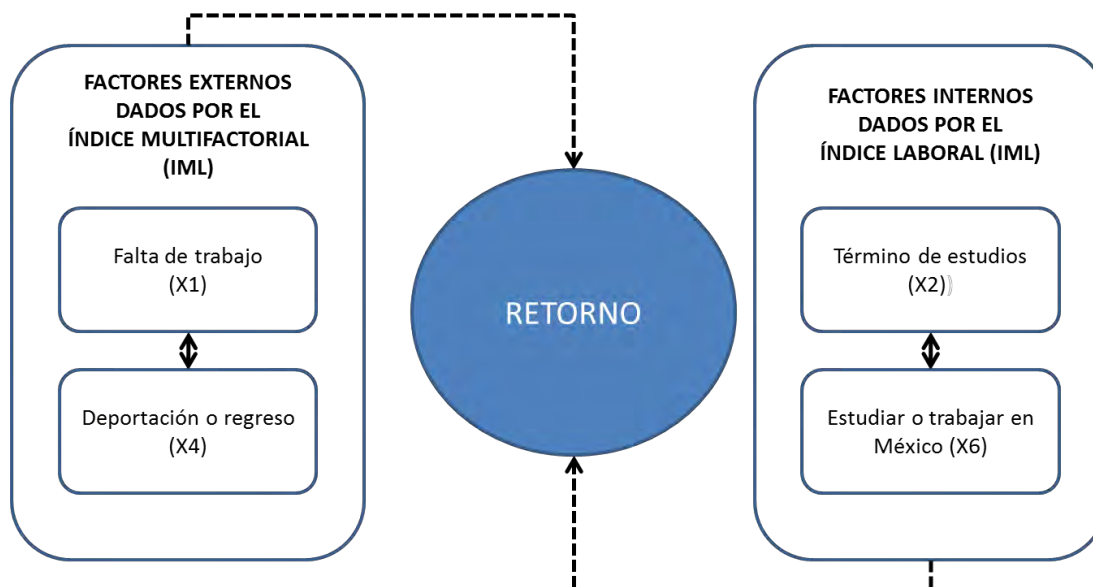 FACTORES EXTERNOS
DADOS POR EL
ÍNDICE MULTIFACTORIAL
(IML)
Falta de trabajo
(X1)
Deportación o regreso
(X4)
RETORNO
FACTORES INTERNOS
DADOS POR EL
ÍNDICE LABORAL (IML)
Término de estudios
(X2))
Estudiar o trabajar en
México (X6)